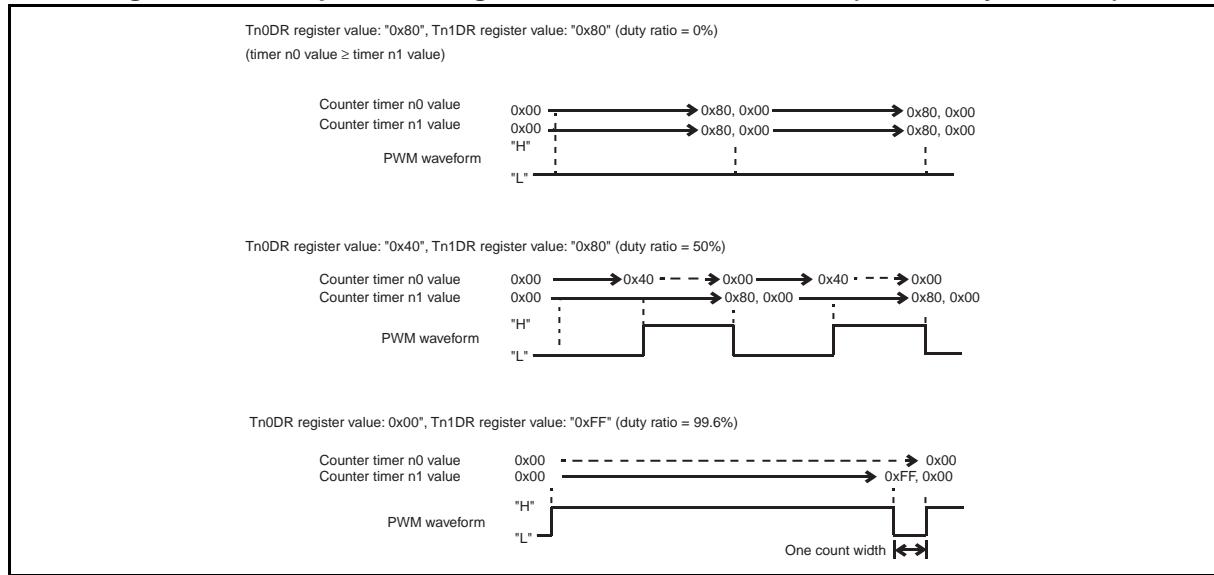 Tn0DR register value: "0x80", Tn1DR register value: "0x80" (duty ratio = 0%)
(timer n0 value ≥ timer n1 value)
Counter timer n0 value 0x00 0x80, 0x00 0x80, 0x00
Counter timer n1 value 0x00 0x80, 0x00 0x80, 0x00
"H"
PWM waveform
"L"
Tn0DR register value: "0x40", Tn1DR register value: "0x80" (duty ratio = 50%)
Counter timer n0 value 0x00 0x40 0x00 0x40 0x00
Counter timer n1 value 0x00 0x80, 0x00 0x80, 0x00
"H"
PWM waveform
"L"
Tn0DR register value: 0x00", Tn1DR register value: "0xFF" (duty ratio = 99.6%)
Counter timer n0 value 0x00 0x00
Counter timer n1 value 0x00 0xFF, 0x00
"H"
PWM waveform
"L"
One count width